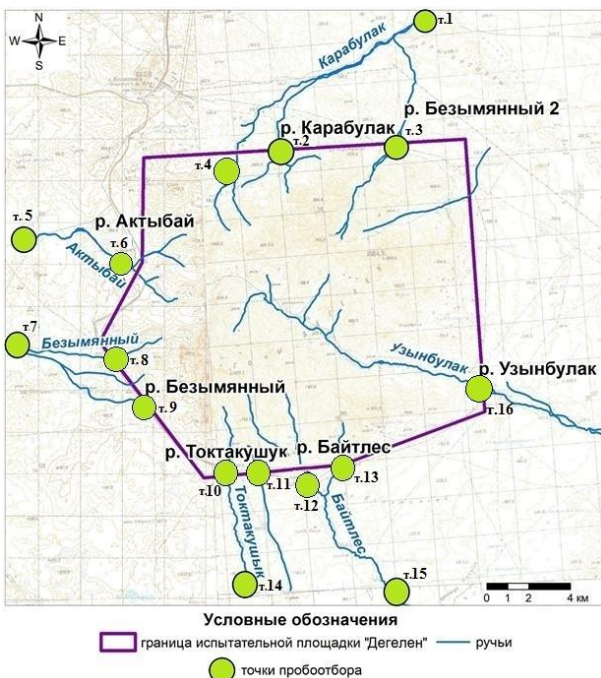 N
W E
S
т.1
Карабулак
р. Безымянный 2
р. Карабулак
т.2
т.3
т.4
т. 5
р. Актыбай
т.6
Актыбай
т.7
Безымянный
т.8
р. Безымянный
т.9
Узынбулак
р. Узынбулак
т.16
р. Токтакушук
р. Байтлес
т.10
т.11
т.12
т.13
Токтакушык
Байтлес
т.14
т.15
0 1 2 4 км
Условные обозначения
граница испытательной площадки "Дегелен"
ручьи
точки пробоотбора